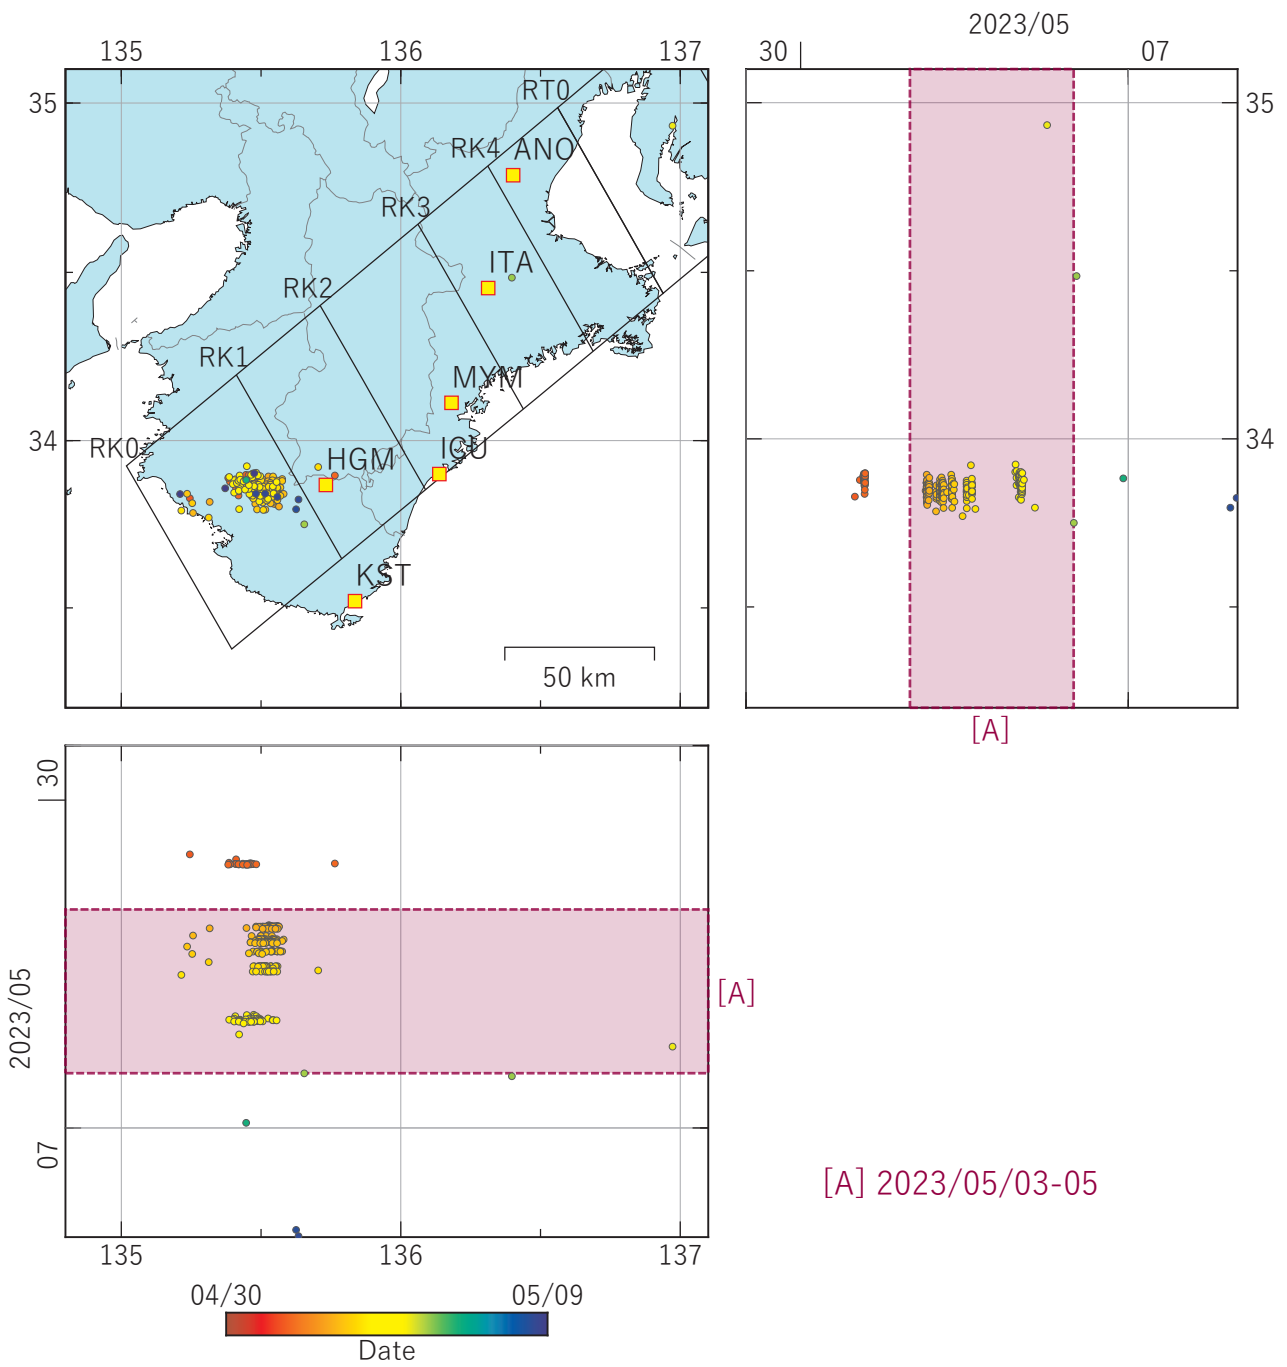 135 136 137
2023/05
30 07
35
35
RT0
RK4 ANO
RK3
ITA
RK2
RK1
MYM
34
34
RK0
HGM
ICU
KST
50 km
[A]
30
2023/05
07
[A]
[A] 2023/05/03-05
135 136 137
04/30 05/09
Date